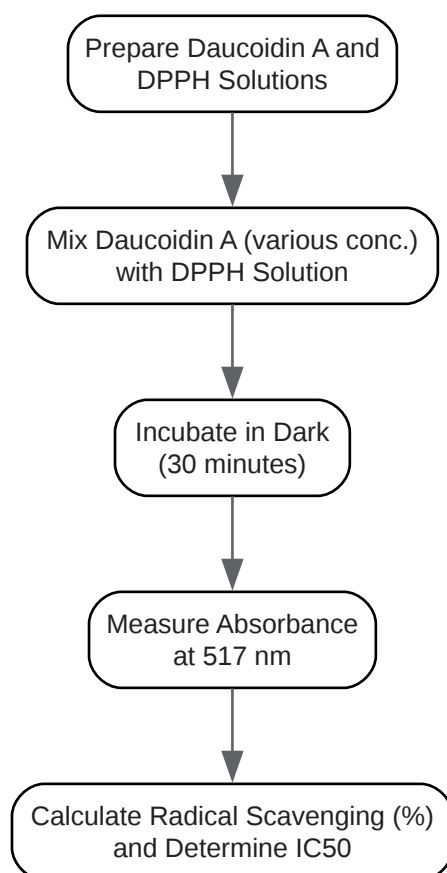 Prepare Daucoidin A and
DPPH Solutions
Mix Daucoidin A (various conc.)
with DPPH Solution
Incubate in Dark
(30 minutes)
Measure Absorbance
at 517 nm
Calculate Radical Scavenging (%)
and Determine IC50